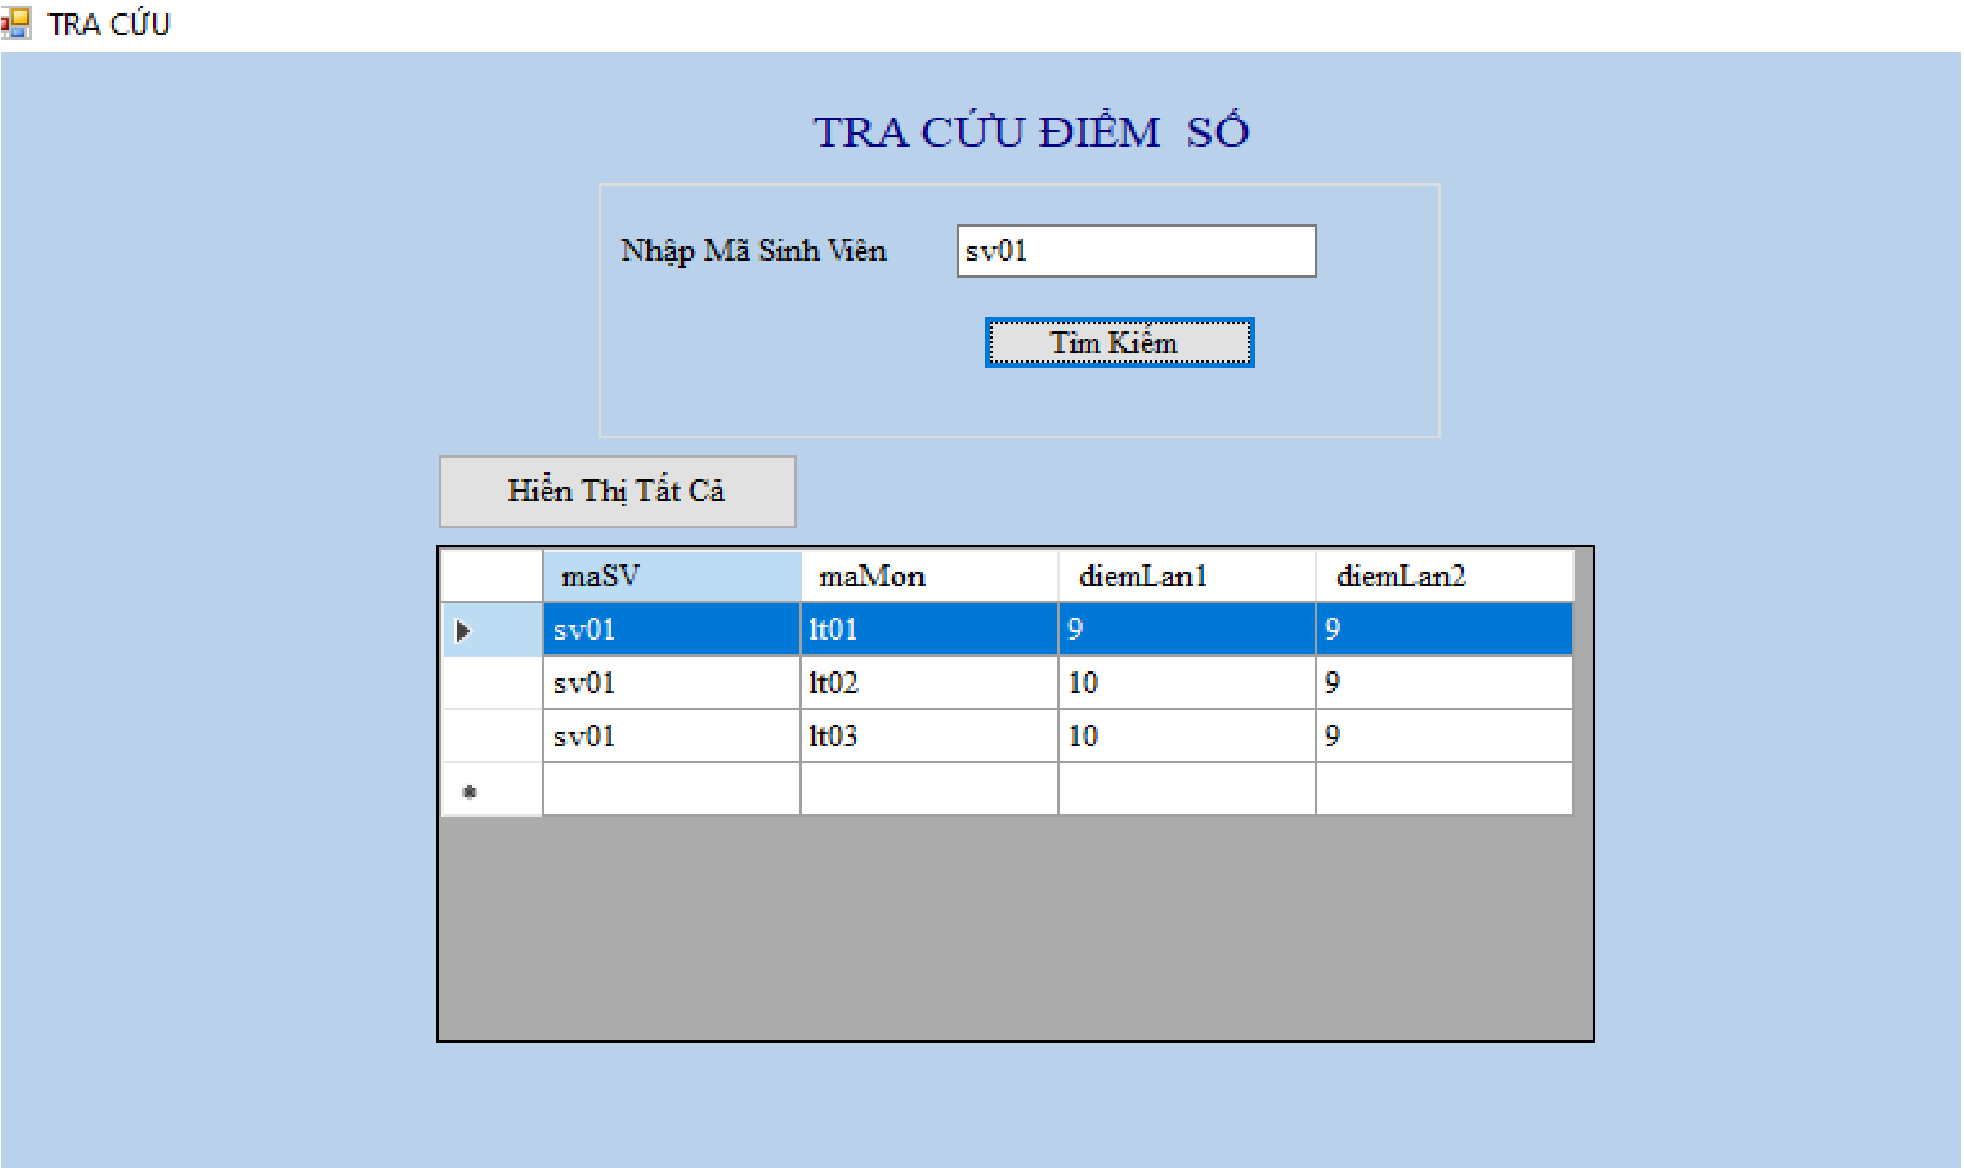 TRA CỨU
TRA CỨU ĐIỂM SỐ
Nhập Mã Sinh Viên sv01
Tìm Kiếm
Hiển Thị Tất Cả
maSV maMon diemLan1 diemLan2
sv01 lt01 9 9
sv01 lt02 10 9
sv01 lt03 10 9